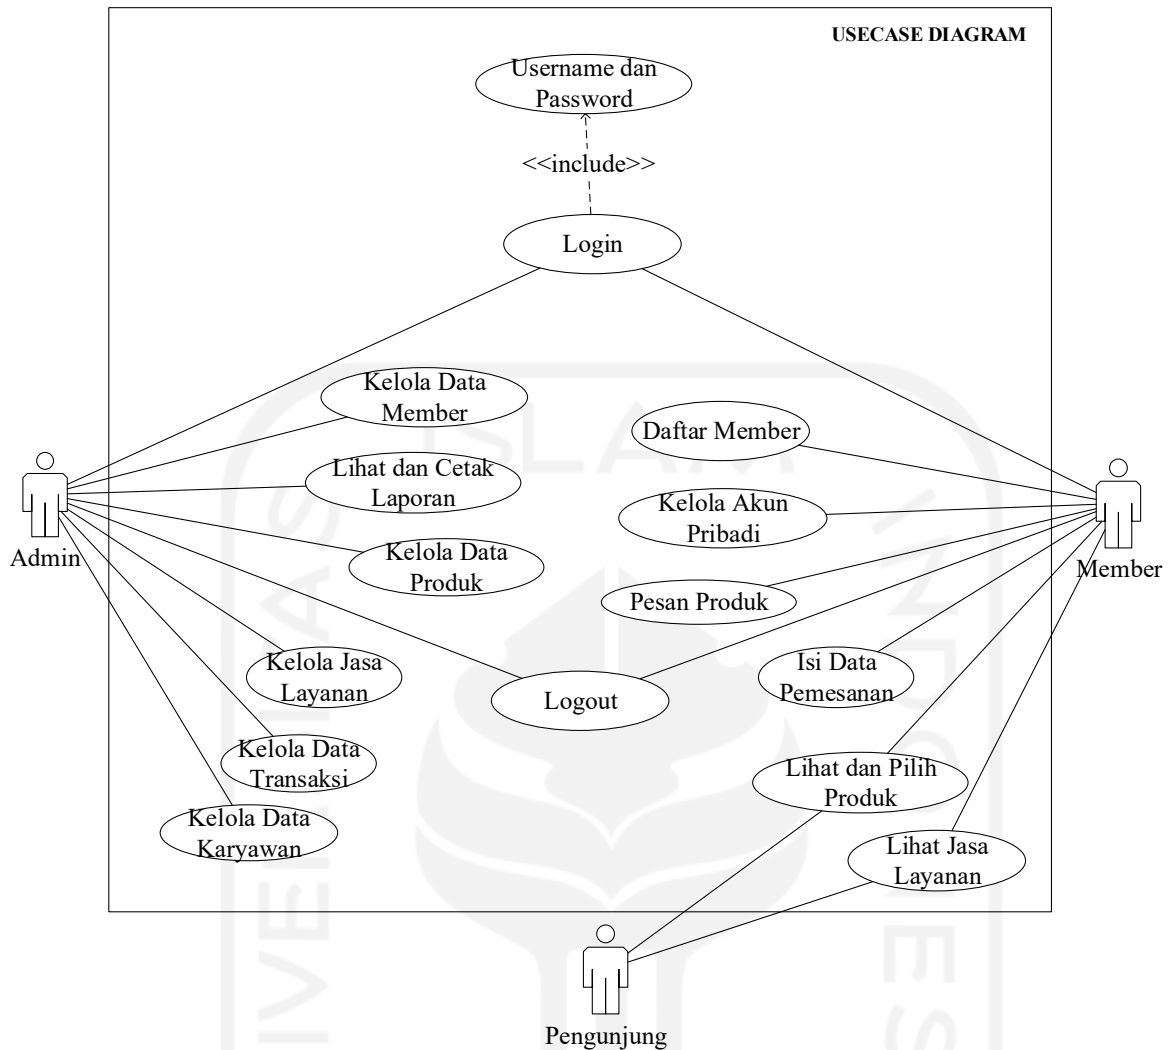 USECASE DIAGRAM
Username dan
Password
<<include>>
Login
Kelola Data
Member
Daftar Member
Lihat dan Cetak
Laporan
Kelola Akun
Pribadi
Admin
Member
Kelola Data
Produk
Pesan Produk
Kelola Jasa
Layanan
Logout
Isi Data
Pemesanan
Kelola Data
Transaksi
Lihat dan Pilih
Produk
Kelola Data
Karyawan
Lihat Jasa
Layanan
Pengunjung
ISLAM